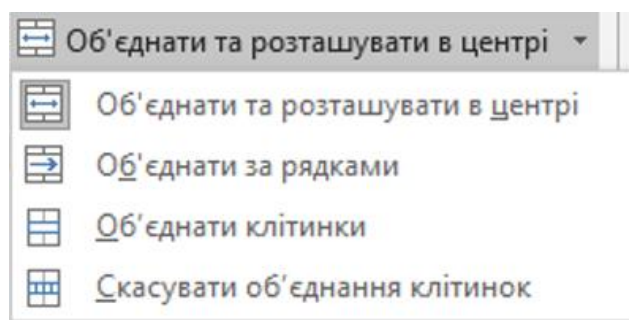 Об'єднати та розташувати в центрі
Об'єднати та розташувати в центрі
Об'єднати за рядками
Об’єднати клітинки
Скасувати об’єднання клітинок